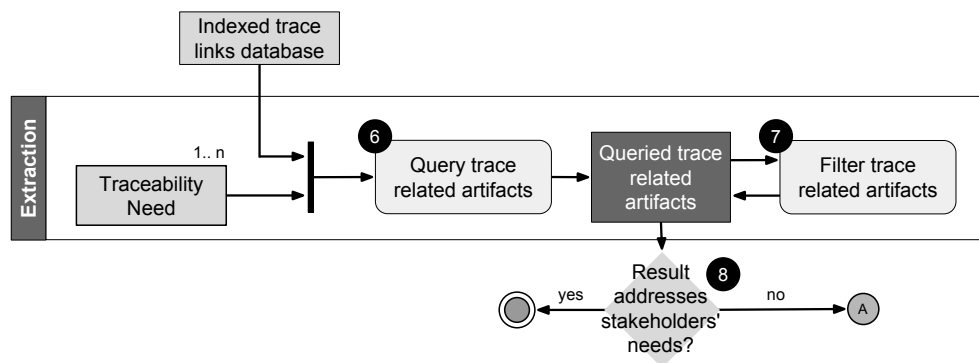 Indexed trace
links database
Extraction
1.. n
Traceability
Need
6
Query trace
related artifacts
Queried trace
related
artifacts
7
Filter trace
related artifacts
8
Result
addresses
stakeholders'
needs?
yes
no
A